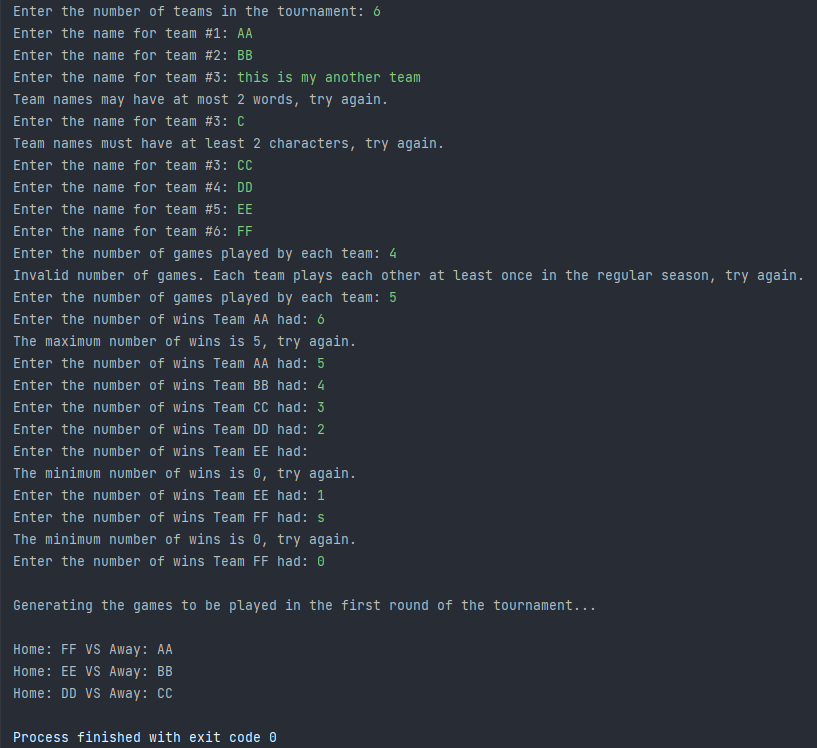 Enter the number of teams in the tournament: 6
Enter the name for team #1: AA
Enter the name for team #2: BB
Enter the name for team #3: this is my another team
Team names may have at most 2 words, try again.
Enter the name for team #3: C
Team names must have at least 2 characters, try again.
Enter the name for team #3: CC
Enter the name for team #4: DD
Enter the name for team #5: EE
Enter the name for team #6: FF
Enter the number of games played by each team: 4
Invalid number of games. Each team plays each other at least once in the regular season, try again.
Enter the number of games played by each team: 5
Enter the number of wins Team AA had: 6
The maximum number of wins is 5, try again.
Enter the number of wins Team AA had: 5
Enter the number of wins Team BB had: 4
Enter the number of wins Team CC had: 3
Enter the number of wins Team DD had: 2
Enter the number of wins Team EE had:
The minimum number of wins is 0, try again.
Enter the number of wins Team EE had: 1
Enter the number of wins Team FF had: s
The minimum number of wins is 0, try again.
Enter the number of wins Team FF had: 0
Generating the games to be played in the first round of the tournament...
Home: FF VS Away: AA
Home: EE VS Away: BB
Home: DD VS Away: CC
Process finished with exit code 0